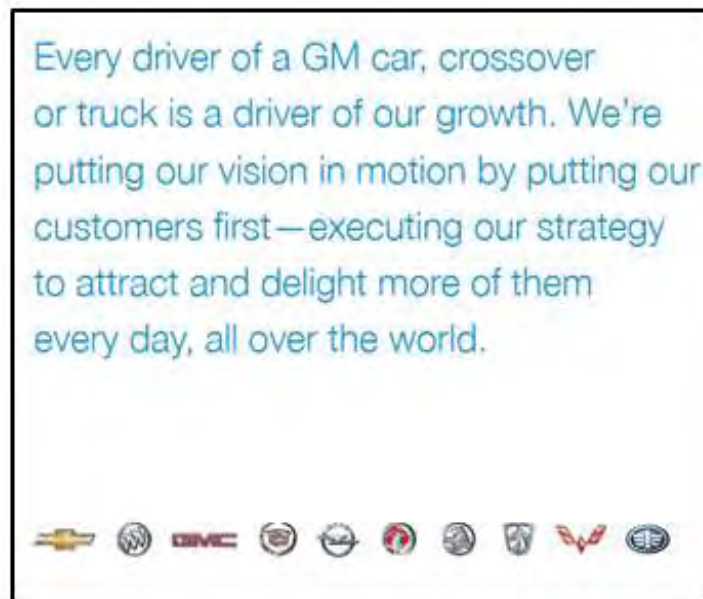 Every driver of a GM car, crossover
or truck is a driver of our growth. We're
putting our vision in motion by putting our
customers first—executing our strategy
to attract and delight more of them
every day, all over the world.
GMC